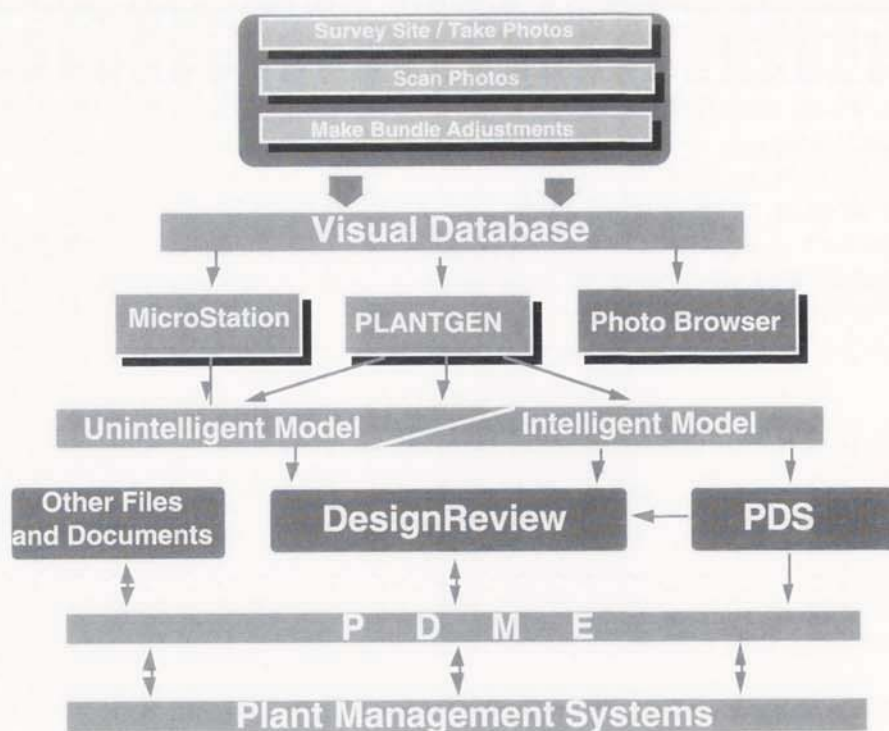 Survey Site / Take Photos
Scan Photos
Make Bundle Adjustments
Visual Database
MicroStation
PLANTGEN
Photo Browser
Unintelligent Model
Intelligent Model
Other Files
and Documents
DesignReview
PDS
P D M E
Plant Management Systems